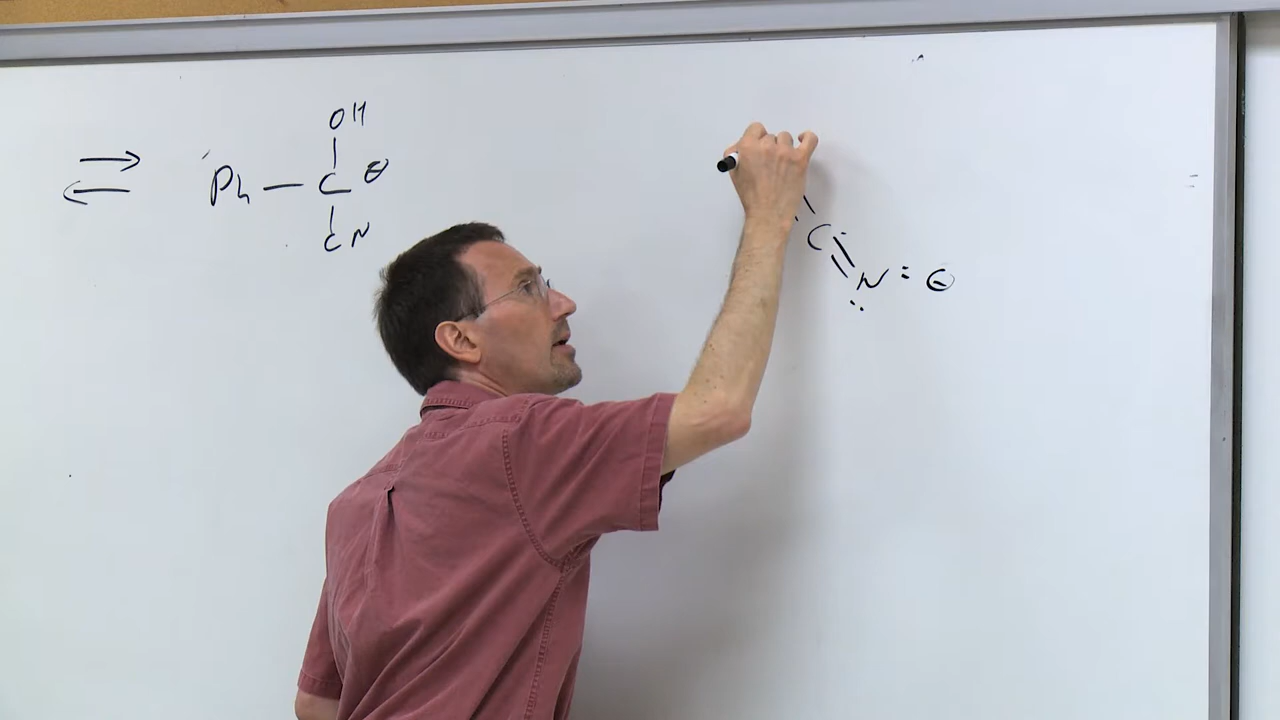 OH
⇌ Ph — C ⊖
CN
C
N : ⊖